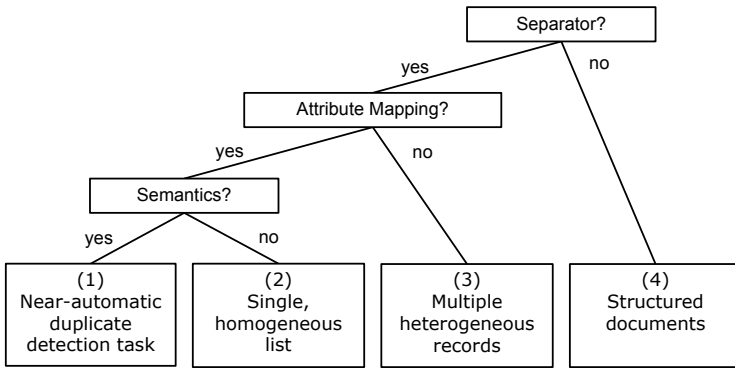 Separator?
yes
no
Attribute Mapping?
yes
no
Semantics?
yes
no
(1)
Near-automatic
duplicate
detection task
(2)
Single,
homogeneous
list
(3)
Multiple
heterogeneous
records
(4)
Structured
documents